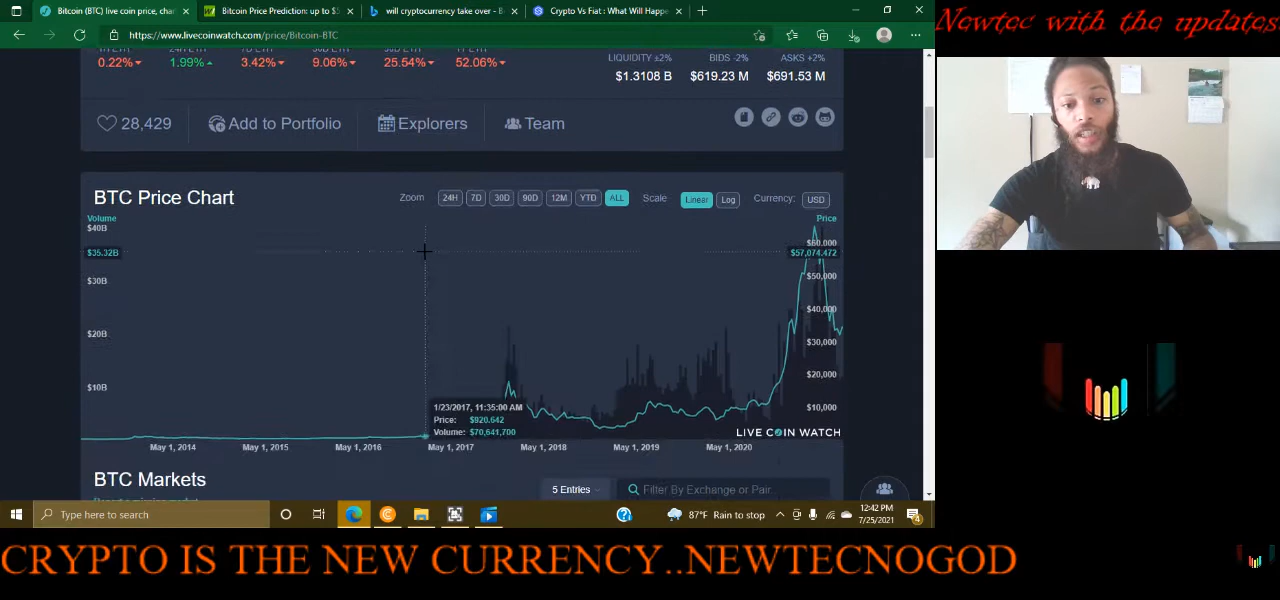 Bitcoin (BTC) live coin price, char
Bitcoin Price Prediction: up to $5
will cryptocurrency take over - B
Crypto Vs Fiat : What Will Happe
Newtec with the updates
https://www.livecoinwatch.com/price/Bitcoin-BTC
0.22% 1.99% 3.42% 9.06% 25.54% 52.06%
LIQUIDITY ±2% BIDS -2% ASKS +2%
$1.3108 B $619.23 M $691.53 M
28,429 Add to Portfolio Explorers Team
BTC Price Chart Zoom 24H 7D 30D 90D 12M YTD ALL Scale Linear Log Currency: USD
Volume Price
$40B
$60,000
$35.32B $57,074.472
$30B $50,000
$40,000
$20B $30,000
$20,000
$10B
1/23/2017, 11:35:00 AM $10,000
Price: $920.642
Volume: $70,641,700
LIVE COIN WATCH
May 1, 2014 May 1, 2015 May 1, 2016 May 1, 2017 May 1, 2018 May 1, 2019 May 1, 2020
BTC Markets
5 Entries Filter By Exchange or Pair
Type here to search
87°F Rain to stop
12:42 PM
7/25/2021
4
CRYPTO IS THE NEW CURRENCY..NEWTECNOGOD